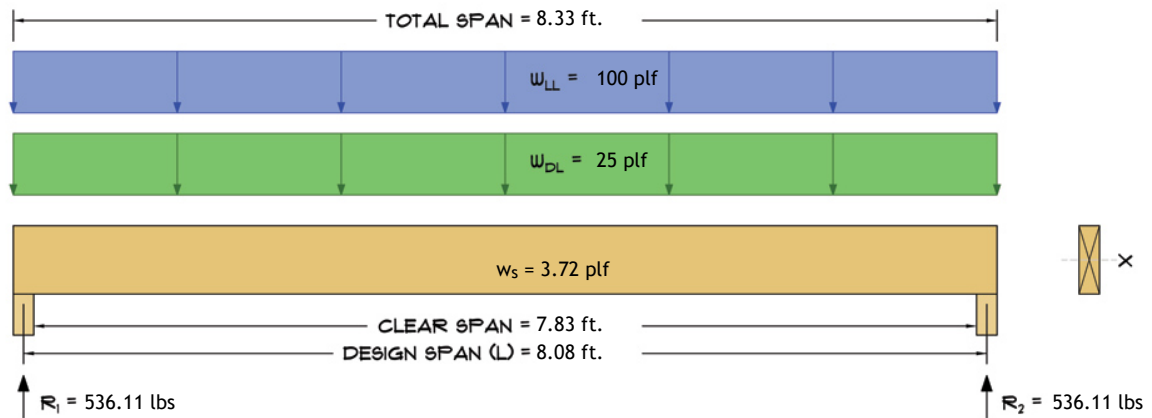 TOTAL SPAN = 8.33 ft.
WLL = 100 plf
WDL = 25 plf
ws = 3.72 plf
X
CLEAR SPAN = 7.83 ft.
DESIGN SPAN (L) = 8.08 ft.
R1 = 536.11 lbs
R2 = 536.11 lbs